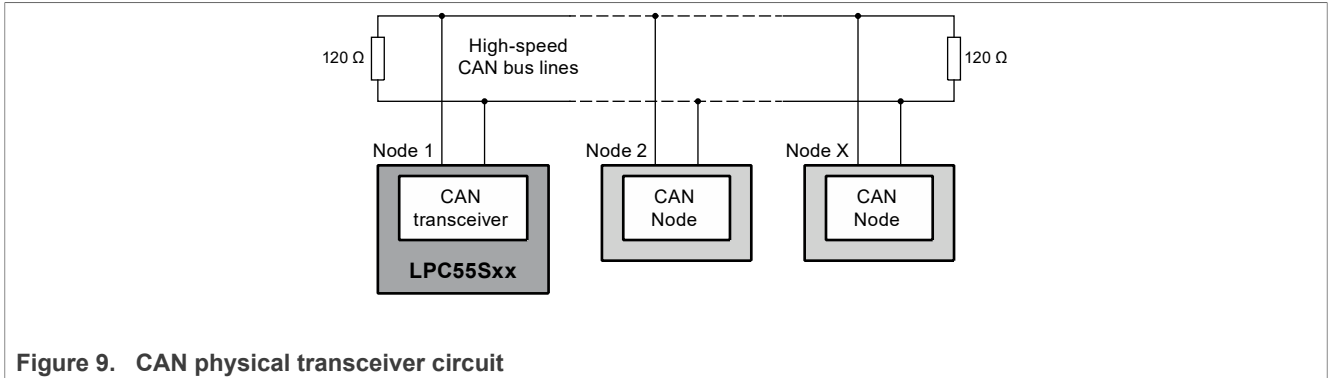 120 Ω
High-speed
CAN bus lines
120 Ω
Node 1
Node 2
Node X
CAN
transceiver
LPC55Sxx
CAN
Node
CAN
Node
Figure 9. CAN physical transceiver circuit